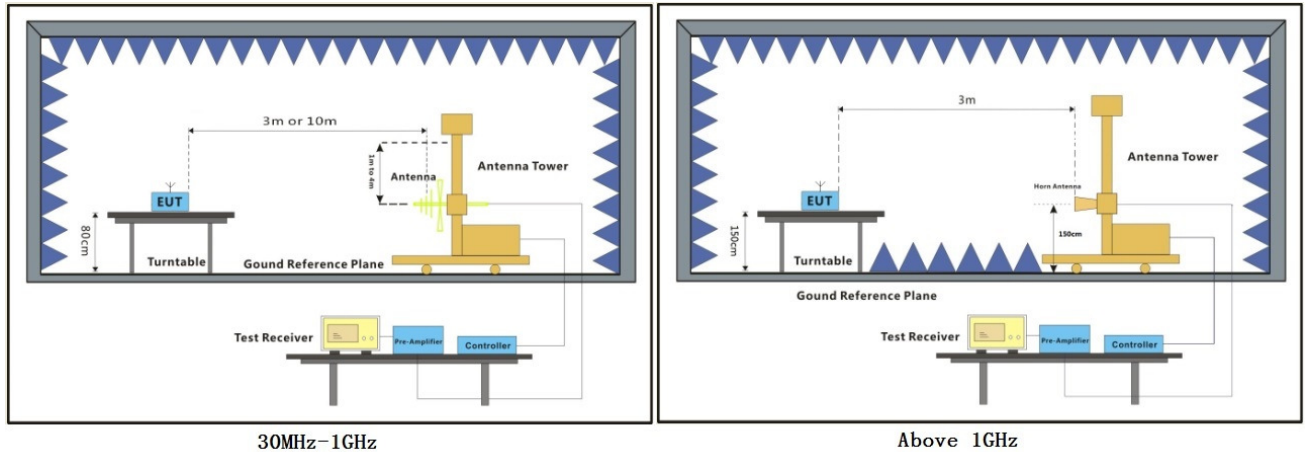 3m or 10m
1m to 4m
Antenna
Antenna Tower
EUT
80cm
Turntable
Gound Reference Plane
Test Receiver
Pre-Amplifier
Controller
30MHz-1GHz
3m
Antenna Tower
Horn Antenna
EUT
150cm
150cm
Turntable
Gound Reference Plane
Test Receiver
Pre-Amplifier
Controller
Above 1GHz